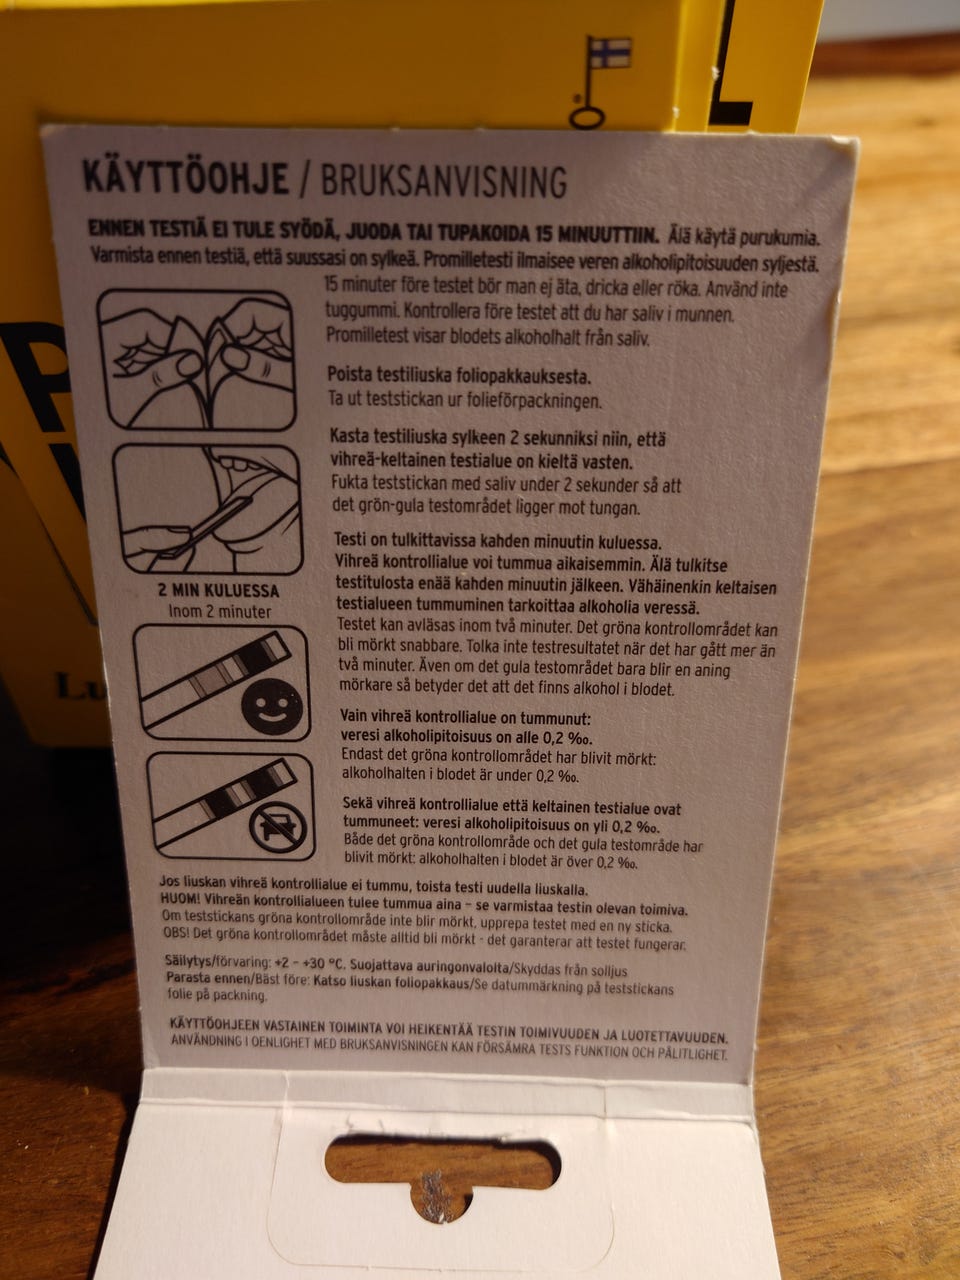 KÄYTTÖOHJE / BRUKSANVISNING
ENNEN TESTIÄ EI TULE SYÖDÄ, JUODA TAI TUPAKOIDA 15 MINUUTTIIN. Älä käytä purukumia.
Varmista ennen testiä, että suussasi on sylkeä. Promilletesti ilmaisee veren alkoholipitoisuuden syljestä.
15 minuter före testet bör man ej äta, dricka eller röka. Använd inte
tuggummi. Kontrollera före testet att du har saliv i munnen.
Promilletest visar blodets alkoholhalt från saliv.
Poista testiliuska foliopakkauksesta.
Ta ut teststickan ur folieförpackningen.
Kasta testiliuska sylkeen 2 sekunniksi niin, että
vihreä-keltainen testialue on kieltä vasten.
Fukta teststickan med saliv under 2 sekunder så att
det grön-gula testområdet ligger mot tungan.
2 MIN KULUESSA
Inom 2 minuter
Testi on tulkittavissa kahden minuutin kuluessa.
Vihreä kontrollialue voi tummua aikaisemmin. Älä tulkitse
testitulosta enää kahden minuutin jälkeen. Vähäinenkin keltaisen
testialueen tummuminen tarkoittaa alkoholia veressä.
Testet kan avläsas inom två minuter. Det gröna kontrollområdet kan
bli mörkt snabbare. Tolka inte testresultatet när det har gått mer än
två minuter. Även om det gula testområdet bara blir en aning
mörkare så betyder det att det finns alkohol i blodet.
Vain vihreä kontrollialue on tummunut:
veresi alkoholipitoisuus on alle 0,2 ‰.
Endast det gröna kontrollområdet har blivit mörkt:
alkoholhalten i blodet är under 0,2 ‰.
Sekä vihreä kontrollialue että keltainen testialue ovat
tummuneet: veresi alkoholipitoisuus on yli 0,2 ‰.
Både det gröna kontrollområde och det gula testområde har
blivit mörkt: alkoholhalten i blodet är över 0,2 ‰.
Jos liuskan vihreä kontrollialue ei tummu, toista testi uudella liuskalla.
HUOM! Vihreän kontrollialueen tulee tummua aina – se varmistaa testin olevan toimiva.
Om teststickans gröna kontrollområde inte blir mörkt, upprepa testet med en ny sticka.
OBS! Det gröna kontrollområdet måste alltid bli mörkt - det garanterar att testet fungerar.
Säilytys/förvaring: +2 – +30 °C. Suojattava auringonvalolta/Skyddas från solljus
Parasta ennen/Bäst före: Katso liuskan foliopakkaus/Se datummärkning på teststickans
folie på packning.
KÄYTTÖOHJEEN VASTAINEN TOIMINTA VOI HEIKENTÄÄ TESTIN TOIMIVUUDEN JA LUOTETTAVUUDEN.
ANVÄNDNING I OENLIGHET MED BRUKSANVISNINGEN KAN FÖRSÄMRA TESTS FUNKTION OCH PÅLITLIGHET.